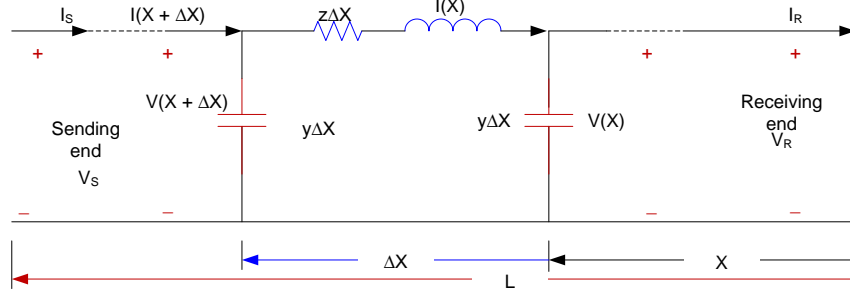 I_S I(X + ΔX) zΔX I(X) I_R
+ + + +
V(X + ΔX) yΔX yΔX V(X)
Sending
end
V_S
Receiving
end
V_R
– – – –
ΔX X
L